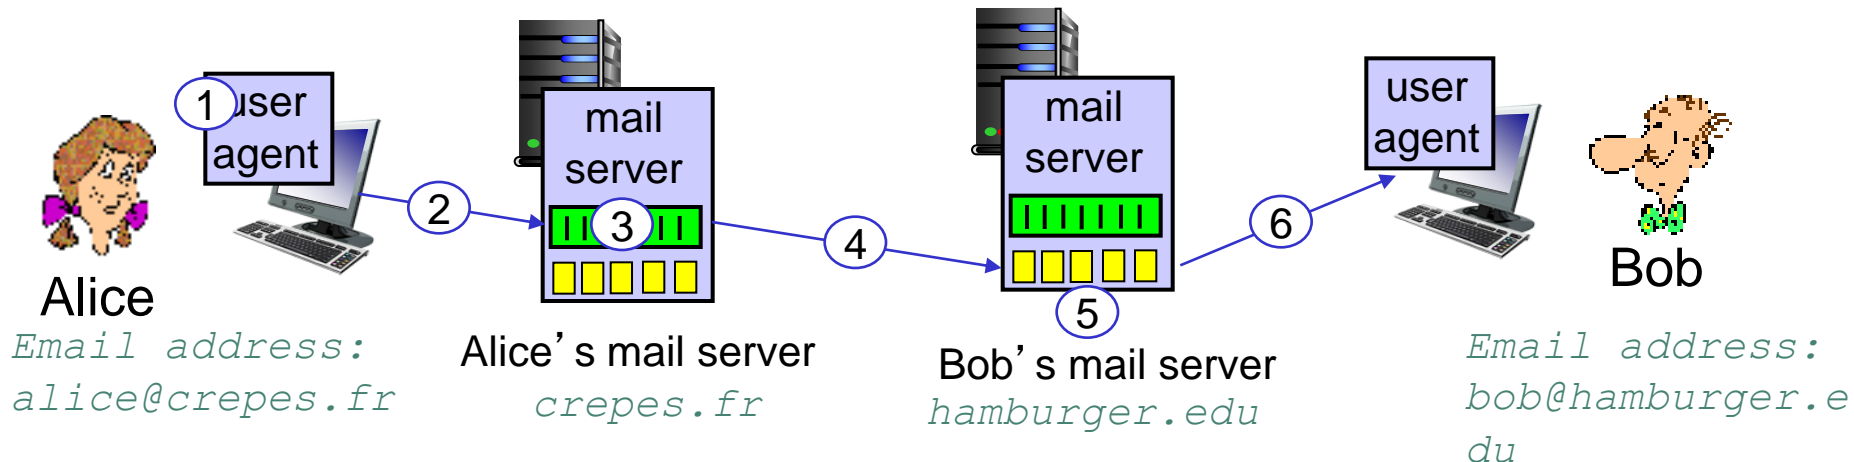 1
user
agent
Alice
Email address:
alice@crepes.fr
2
mail
server
3
Alice's mail server
crepes.fr
4
mail
server
5
Bob's mail server
hamburger.edu
6
user
agent
Bob
Email address:
bob@hamburger.e
du